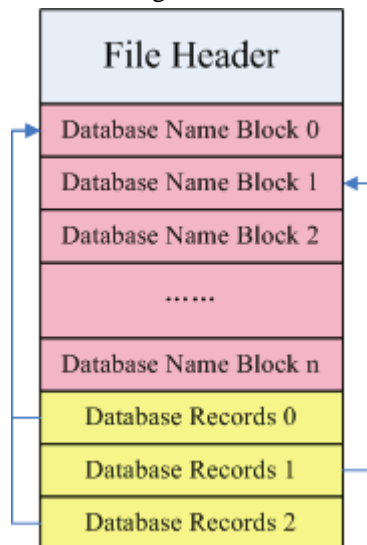 File Header
Database Name Block 0
Database Name Block 1
Database Name Block 2
......
Database Name Block n
Database Records 0
Database Records 1
Database Records 2